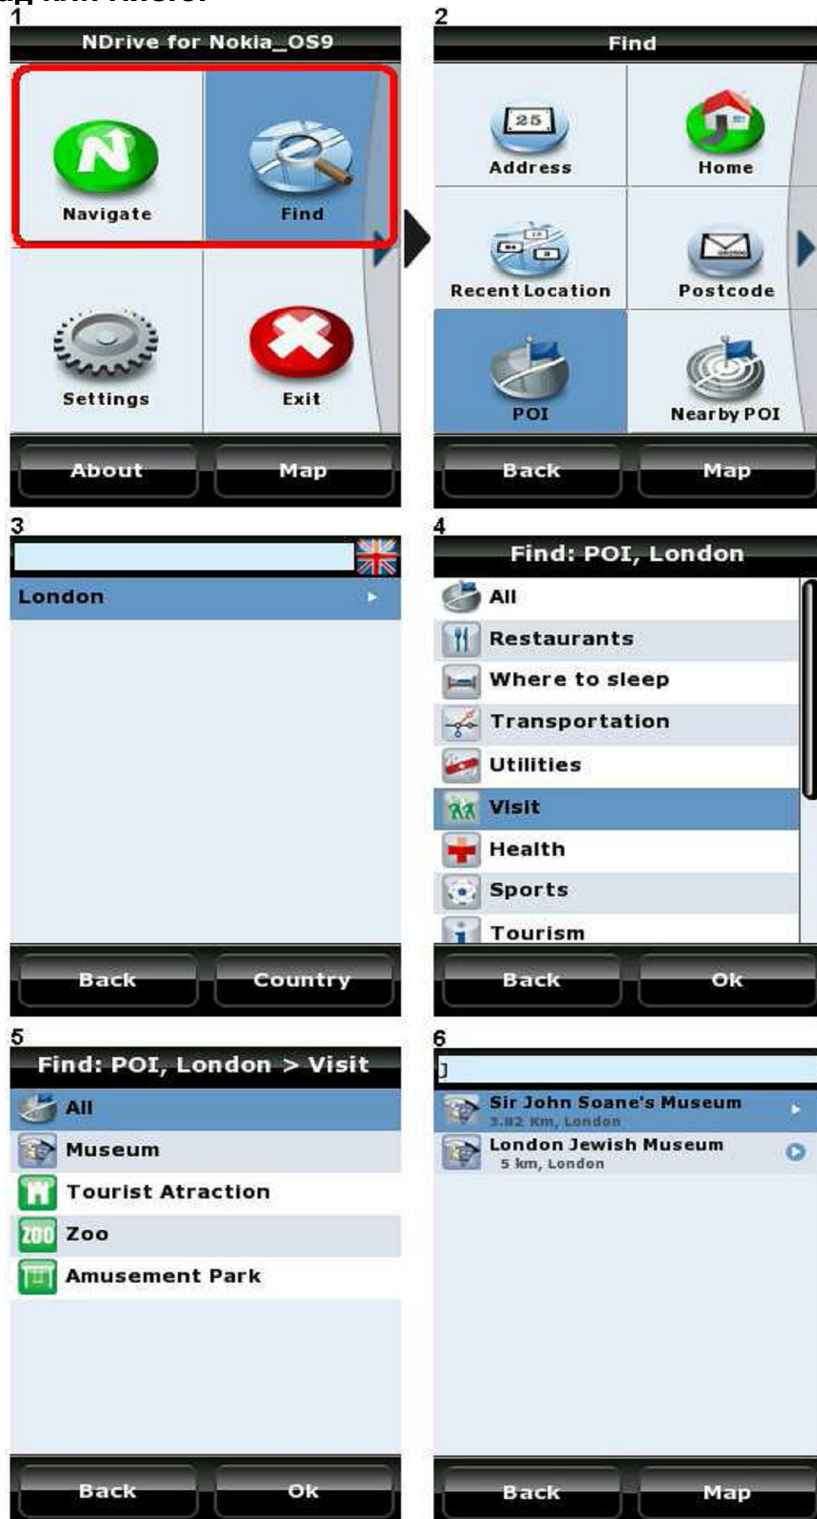 1
NDrive for Nokia_OS9
Navigate
Find
Settings
Exit
About
Map
2
Find
25
Address
Home
Recent Location
Postcode
POI
Nearby POI
Back
Map
3
London
Back
Country
4
Find: POI, London
All
Restaurants
Where to sleep
Transportation
Utilities
Visit
Health
Sports
Tourism
Back
Ok
5
Find: POI, London > Visit
All
Museum
Tourist Atraction
ZOO Zoo
Amusement Park
Back
Ok
6
J
Sir John Soane's Museum
3.82 Km, London
London Jewish Museum
5 km, London
Back
Map